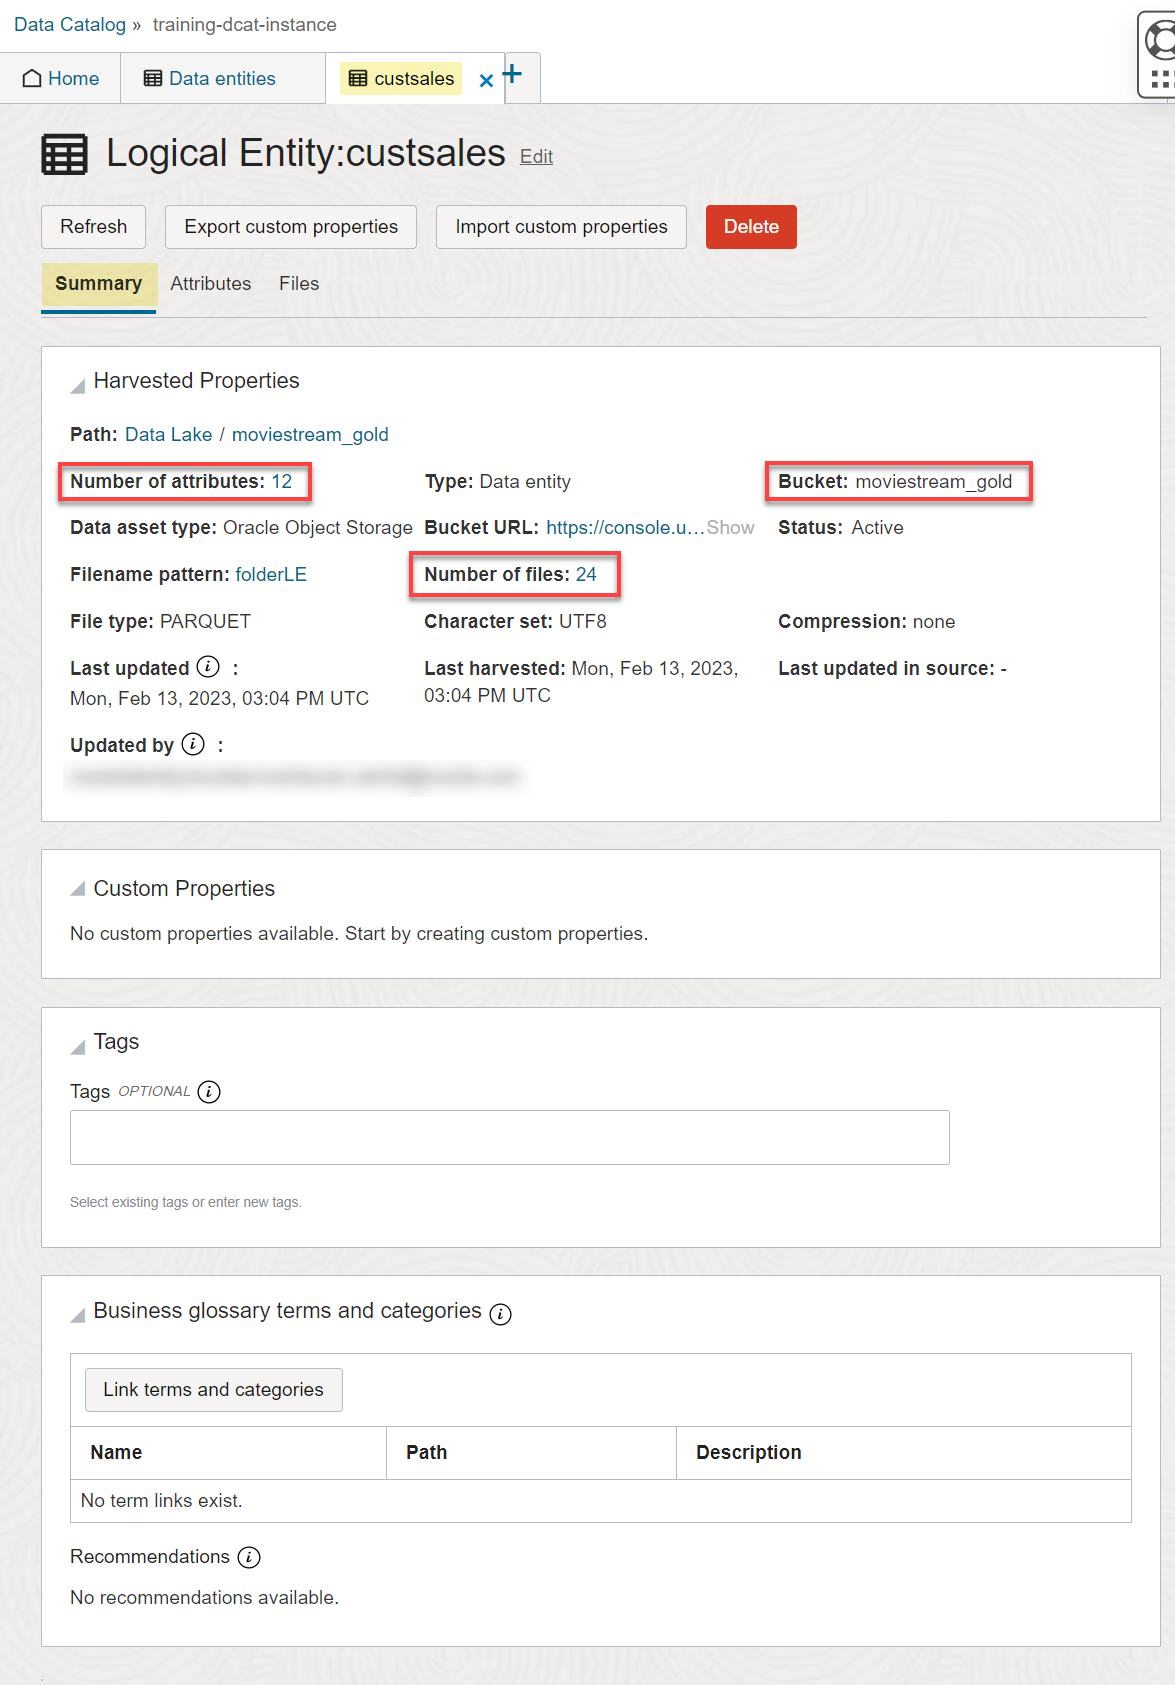 Data Catalog » training-dcat-instance
Home Data entities custsales × +
Logical Entity:custsales Edit
Refresh Export custom properties Import custom properties Delete
Summary Attributes Files
Harvested Properties
Path: Data Lake / moviestream_gold
Number of attributes: 12 Type: Data entity Bucket: moviestream_gold
Data asset type: Oracle Object Storage Bucket URL: https://console.u...Show Status: Active
Filename pattern: folderLE Number of files: 24
File type: PARQUET Character set: UTF8 Compression: none
Last updated i : Last harvested: Mon, Feb 13, 2023, Last updated in source: -
Mon, Feb 13, 2023, 03:04 PM UTC 03:04 PM UTC
Updated by i :
Custom Properties
No custom properties available. Start by creating custom properties.
Tags
Tags OPTIONAL i
Select existing tags or enter new tags.
Business glossary terms and categories i
Link terms and categories
Name Path Description
No term links exist.
Recommendations i
No recommendations available.